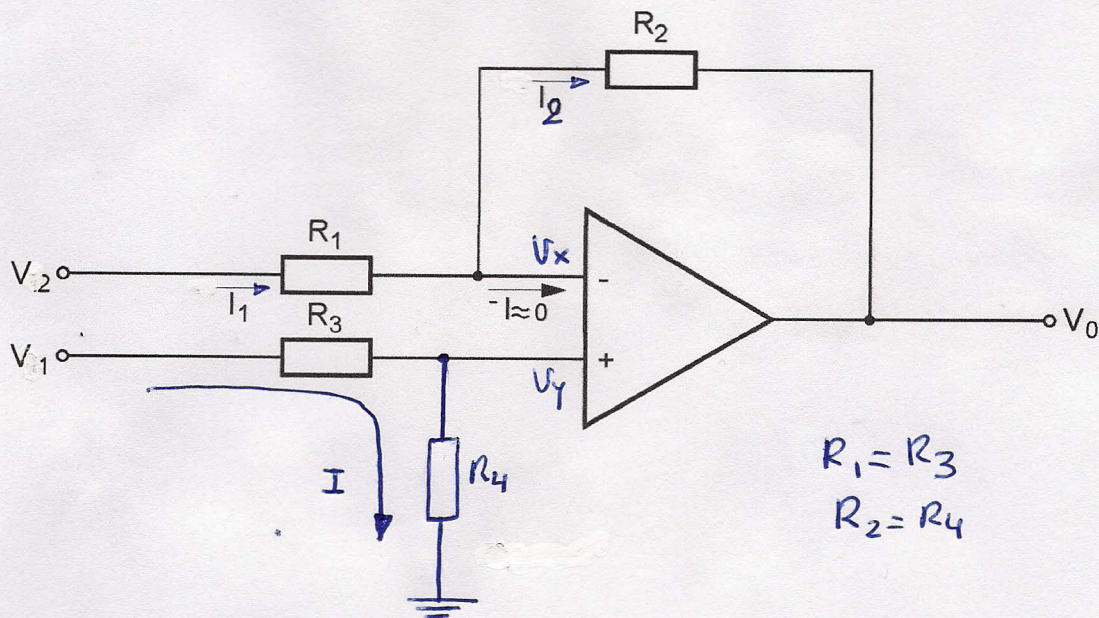 R₂
I₂
R₁
Vx
V₂
-
I₁
-I≈0
R₃
V₀
V₁
+
Vy
I
R₄
R₁ = R₃
R₂ = R₄